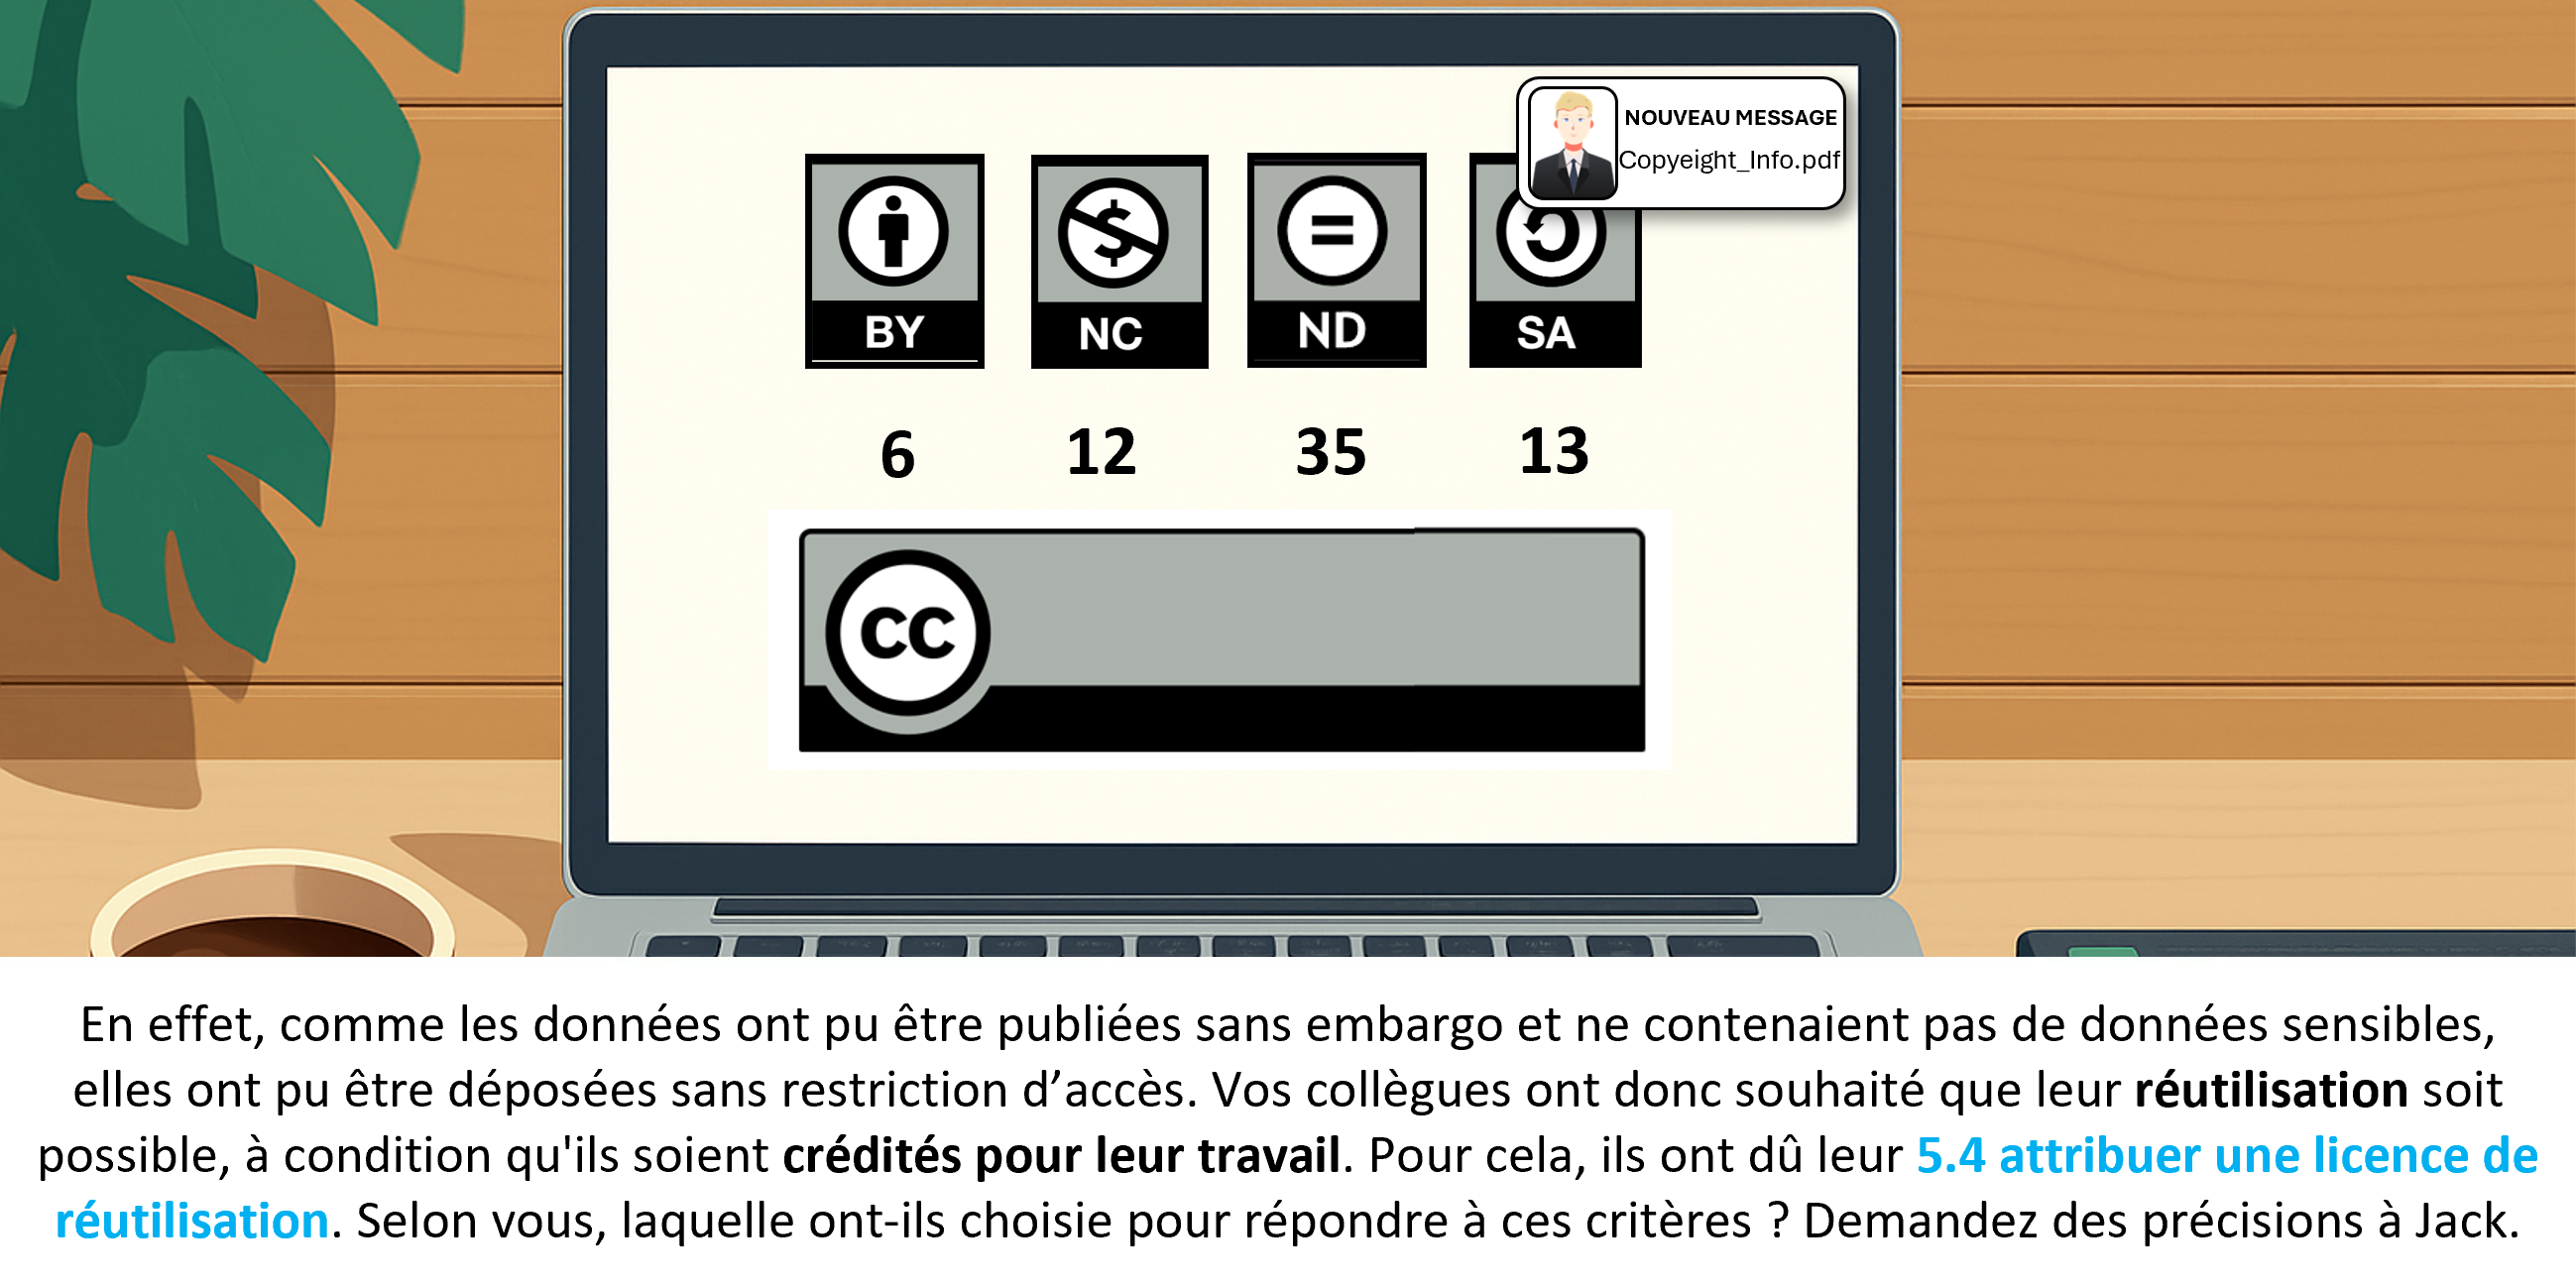 NOUVEAU MESSAGE
Copyeight_Info.pdf
BY NC ND SA
6 12 35 13
CC
En effet, comme les données ont pu être publiées sans embargo et ne contenaient pas de données sensibles,
elles ont pu être déposées sans restriction d’accès. Vos collègues ont donc souhaité que leur réutilisation soit
possible, à condition qu'ils soient crédités pour leur travail. Pour cela, ils ont dû leur 5.4 attribuer une licence de
réutilisation. Selon vous, laquelle ont-ils choisie pour répondre à ces critères ? Demandez des précisions à Jack.